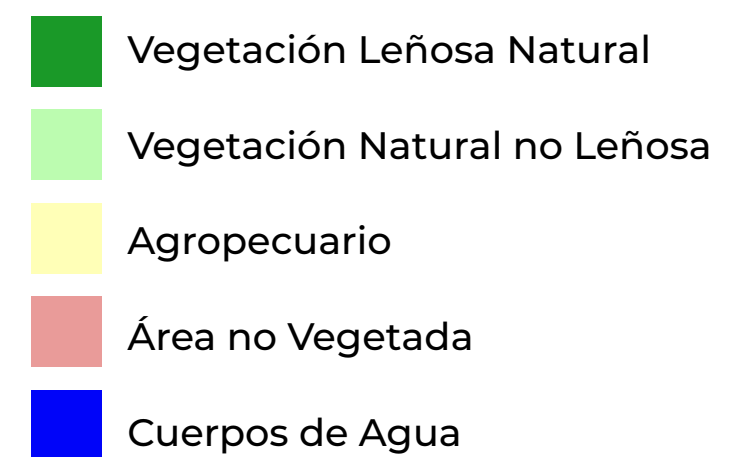 Vegetación Leñosa Natural
Vegetación Natural no Leñosa
Agropecuario
Área no Vegetada
Cuerpos de Agua